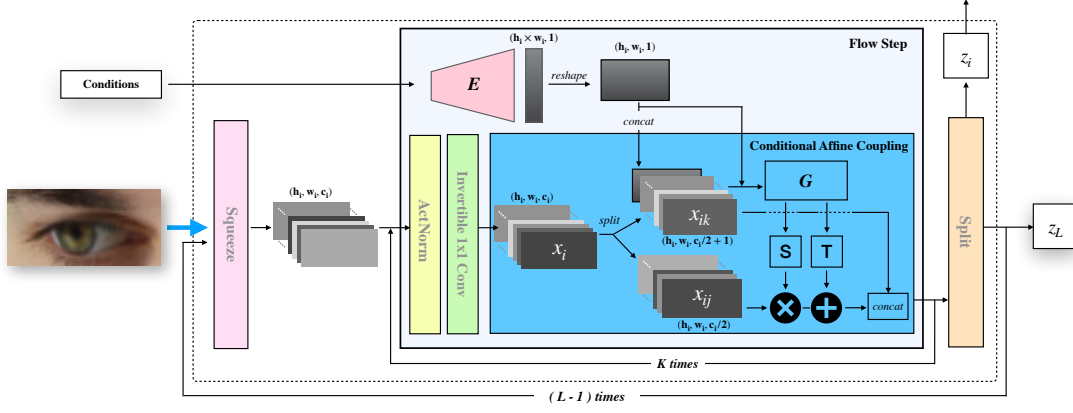 Flow Step
(h_i × w_i, 1)
(h_i, w_i, 1)
z_i
Conditions
E
reshape
concat
Conditional Affine Coupling
Squeeze
(h_i, w_i, c_i)
ActNorm
Invertible 1x1 Conv
(h_i, w_i, c_i)
x_i
split
x_ik
(h_i, w_i, c_i/2 + 1)
G
S
T
x_ij
(h_i, w_i, c_i/2)
concat
Split
z_L
K times
( L - 1 ) times